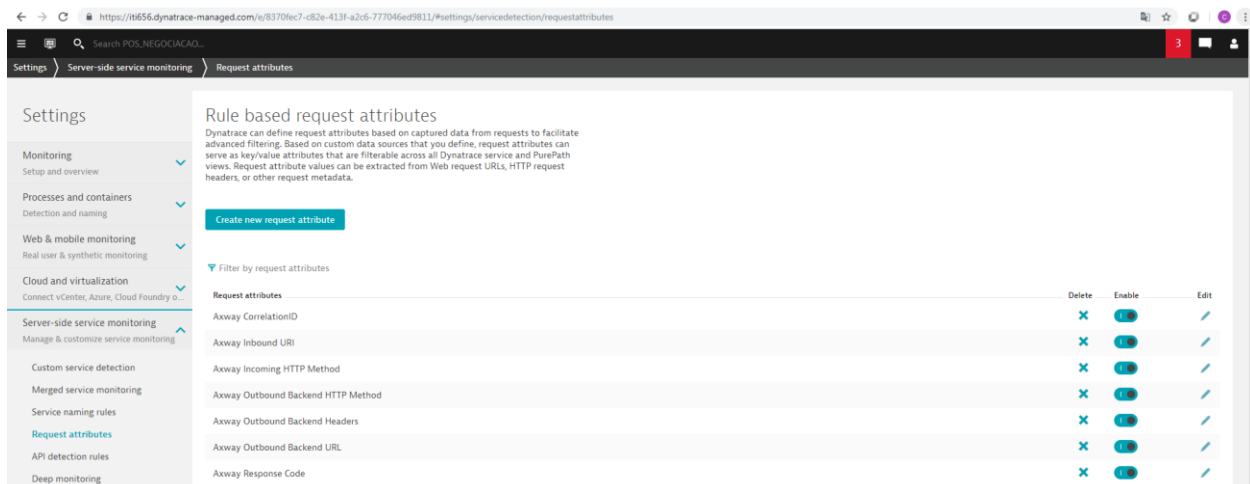 https://iti656.dynatrace-managed.com/e/8370fec7-c82e-413f-a2c6-777046ed9811/#settings/servicedetection/requestattributes
C
Search POS_NEGOCIACAO...
3
Settings
Server-side service monitoring
Request attributes
Settings
Monitoring
Setup and overview
Processes and containers
Detection and naming
Web & mobile monitoring
Real user & synthetic monitoring
Cloud and virtualization
Connect vCenter, Azure, Cloud Foundry o...
Server-side service monitoring
Manage & customize service monitoring
Custom service detection
Merged service monitoring
Service naming rules
Request attributes
API detection rules
Deep monitoring
Rule based request attributes
Dynatrace can define request attributes based on captured data from requests to facilitate
advanced filtering. Based on custom data sources that you define, request attributes can
serve as key/value attributes that are filterable across all Dynatrace service and PurePath
views. Request attribute values can be extracted from Web request URLs, HTTP request
headers, or other request metadata.
Create new request attribute
Filter by request attributes
Request attributes Delete Enable Edit
Axway CorrelationID
Axway Inbound URI
Axway Incoming HTTP Method
Axway Outbound Backend HTTP Method
Axway Outbound Backend Headers
Axway Outbound Backend URL
Axway Response Code